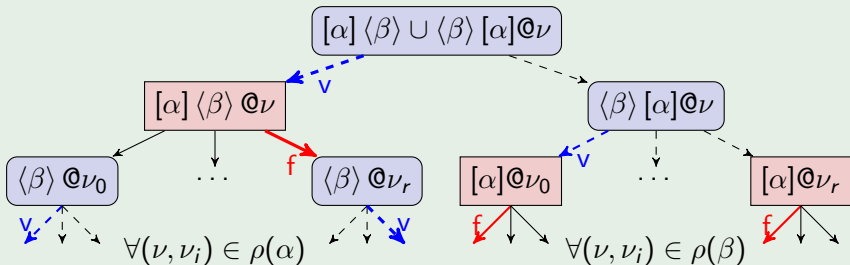 [α] ⟨β⟩ ∪ ⟨β⟩ [α]@ν
v
[α] ⟨β⟩ @ν
⟨β⟩ [α]@ν
f
v
⟨β⟩ @ν₀
. . .
⟨β⟩ @νᵣ
[α]@ν₀
. . .
[α]@νᵣ
v
v
f
f
∀(ν, νᵢ) ∈ ρ(α)
∀(ν, νᵢ) ∈ ρ(β)